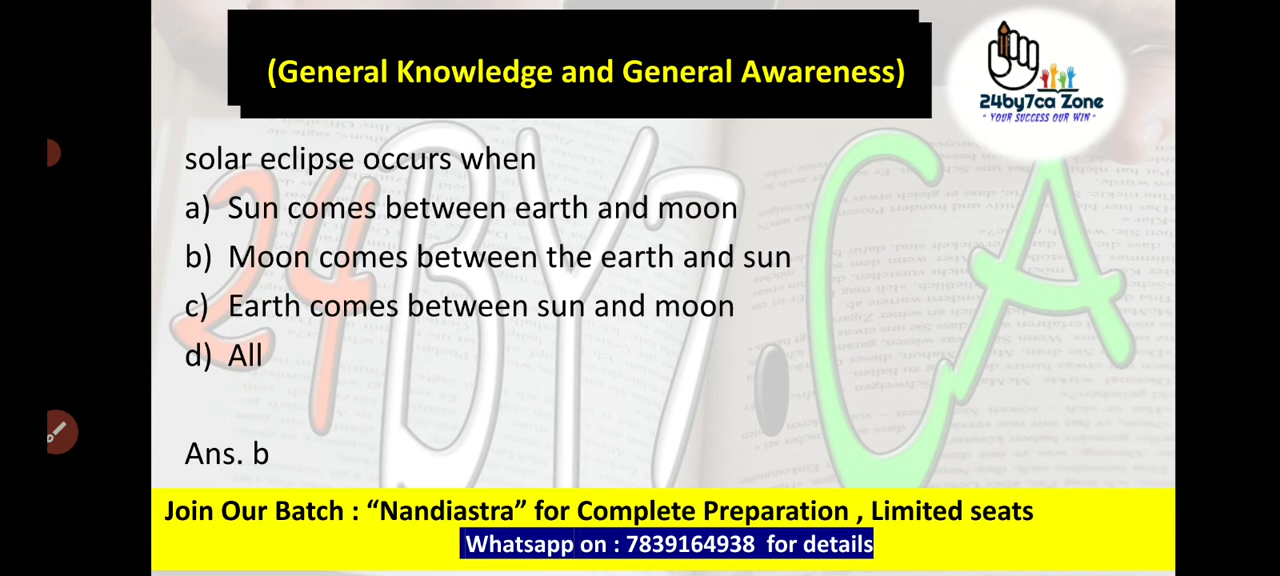 (General Knowledge and General Awareness)
24by7ca Zone
" YOUR SUCCESS OUR WIN "
solar eclipse occurs when
a) Sun comes between earth and moon
b) Moon comes between the earth and sun
c) Earth comes between sun and moon
d) All
24BY7.CA
Ans. b
Join Our Batch : “Nandiastra” for Complete Preparation , Limited seats
Whatsapp on : 7839164938 for details